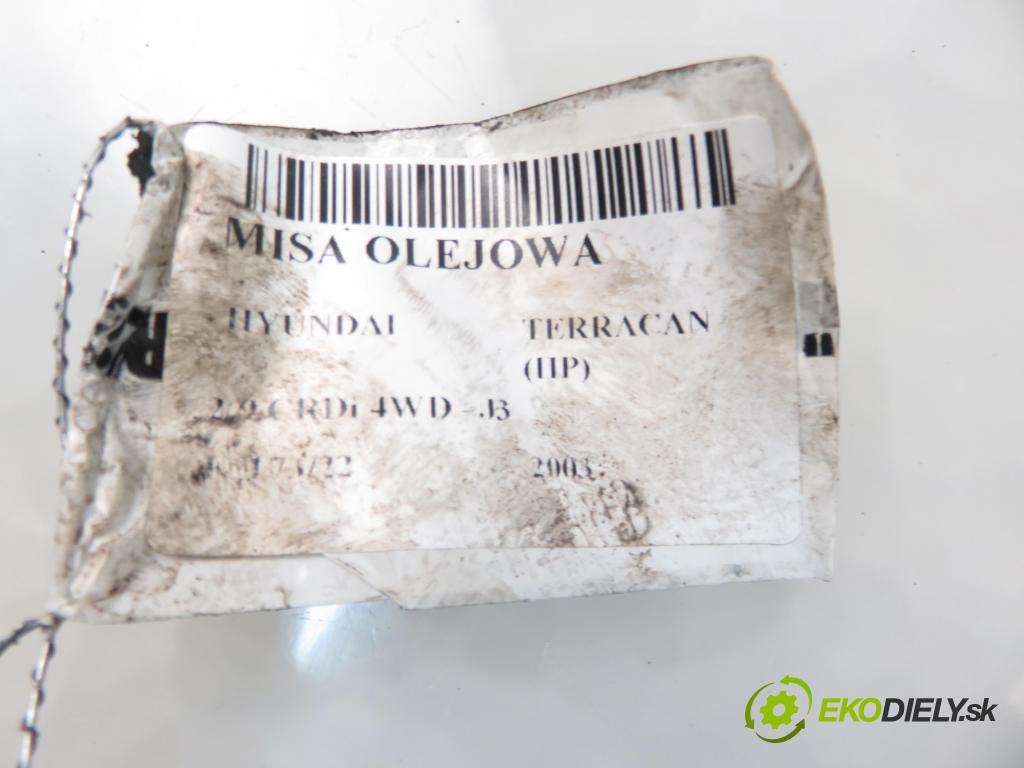 MISA OLEJOWA
HYUNDAI TERRACAN
(HP)
2.9 CRDi 4WD - J3
2003
EKODIELY.sk